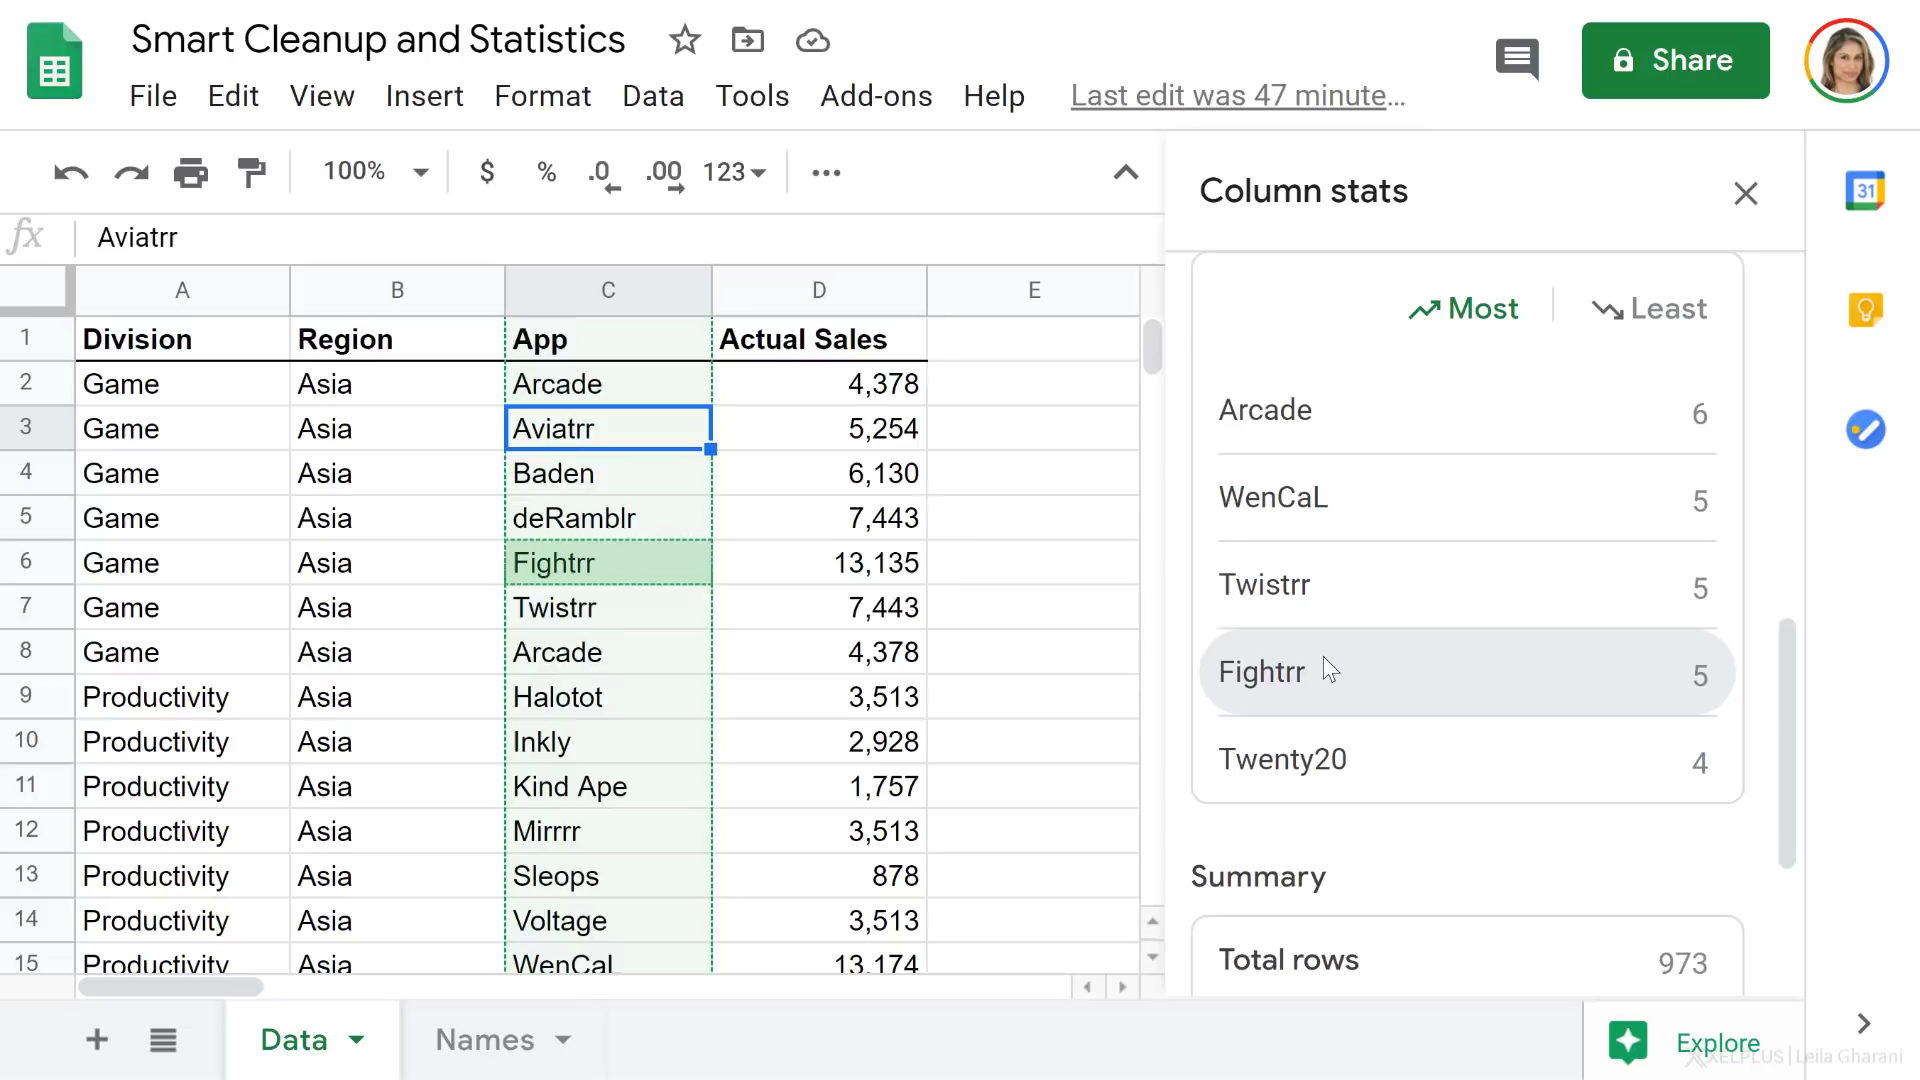 Smart Cleanup and Statistics
File Edit View Insert Format Data Tools Add-ons Help Last edit was 47 minute...
Share
100% $ % .0 .00 123
Column stats
31
fx Aviatrr
A B C D E
1 Division Region App Actual Sales
2 Game Asia Arcade 4,378
3 Game Asia Aviatrr 5,254
4 Game Asia Baden 6,130
5 Game Asia deRamblr 7,443
6 Game Asia Fightrr 13,135
7 Game Asia Twistrr 7,443
8 Game Asia Arcade 4,378
9 Productivity Asia Halotot 3,513
10 Productivity Asia Inkly 2,928
11 Productivity Asia Kind Ape 1,757
12 Productivity Asia Mirrrr 3,513
13 Productivity Asia Sleops 878
14 Productivity Asia Voltage 3,513
15 Productivity Asia WenCaL 13,174
Most Least
Arcade 6
WenCaL 5
Twistrr 5
Fightrr 5
Twenty20 4
Summary
Total rows 973
Data Names
Explore
XELPLUS | Leila Gharani